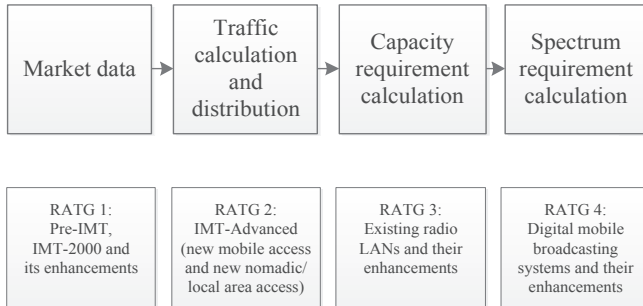 Market data
Traffic
calculation
and
distribution
Capacity
requirement
calculation
Spectrum
requirement
calculation
RATG 1:
Pre-IMT,
IMT-2000 and
its enhancements
RATG 2:
IMT-Advanced
(new mobile access
and new nomadic/
local area access)
RATG 3:
Existing radio
LANs and their
enhancements
RATG 4:
Digital mobile
broadcasting
systems and their
enhancements